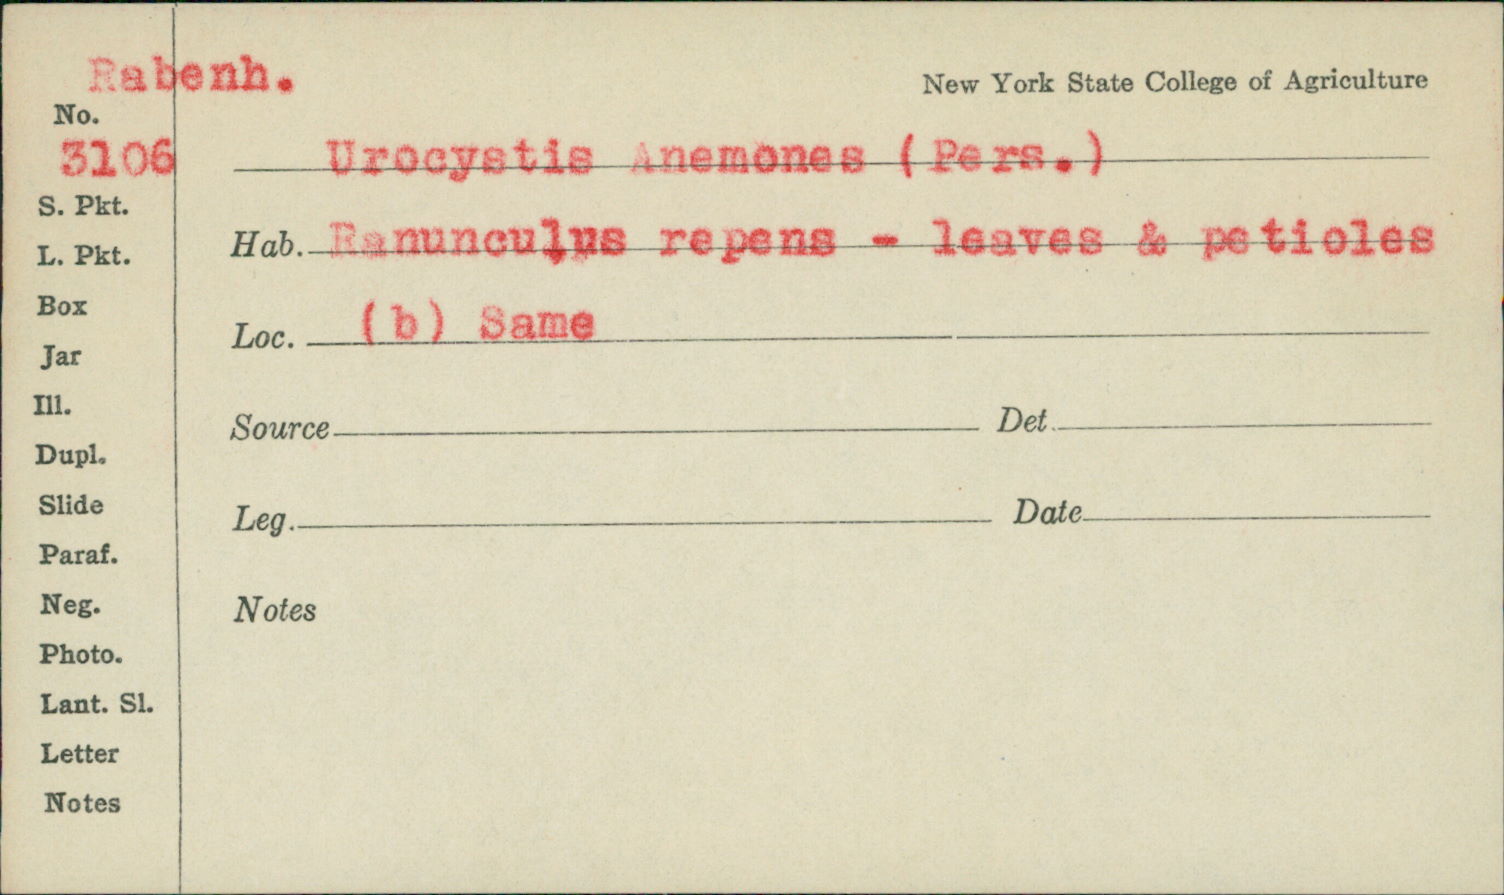 Rabenh.
New York State College of Agriculture
No.
3106
Urocystis Anemones (Pers.)
S. Pkt.
Hab. Ranunculus repens - leaves & petioles
L. Pkt.
Box
Loc. (b) Same
Jar
Ill.
Source Det.
Dupl.
Slide
Leg. Date
Paraf.
Neg.
Notes
Photo.
Lant. Sl.
Letter
Notes